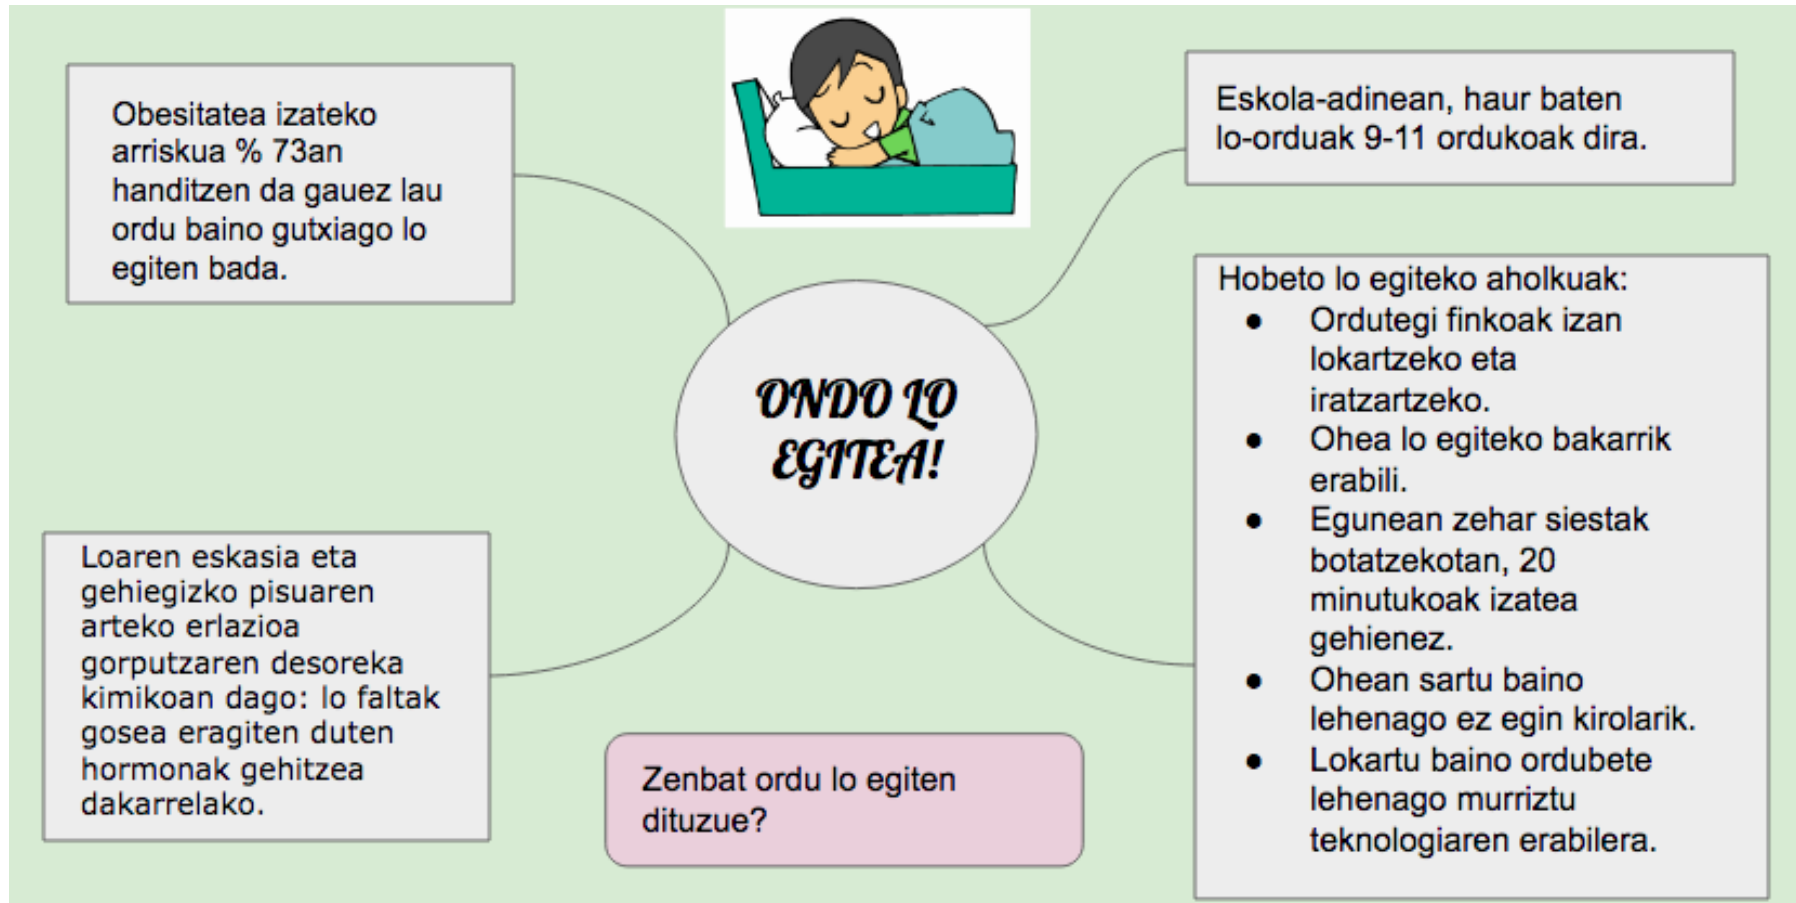 Obesitatea izateko
arriskua % 73an
handitzen da gauez lau
ordu baino gutxiago lo
egiten bada.
Eskola-adinean, haur baten
lo-orduak 9-11 ordukoak dira.
ONDO LO
EGITEA!
Loaren eskasia eta
gehiegizko pisuaren
arteko erlazioa
gorputzaren desoreka
kimikoan dago: lo faltak
gosea eragiten duten
hormonak gehitzea
dakarrelako.
Zenbat ordu lo egiten
dituzue?
Hobeto lo egiteko aholkuak:
● Ordutegi finkoak izan
lokartzeko eta
iratzartzeko.
● Ohea lo egiteko bakarrik
erabili.
● Egunean zehar siestak
botatzekotan, 20
minutukoak izatea
gehienez.
● Ohean sartu baino
lehenago ez egin kirolarik.
● Lokartu baino ordubete
lehenago murriztu
teknologiaren erabilera.